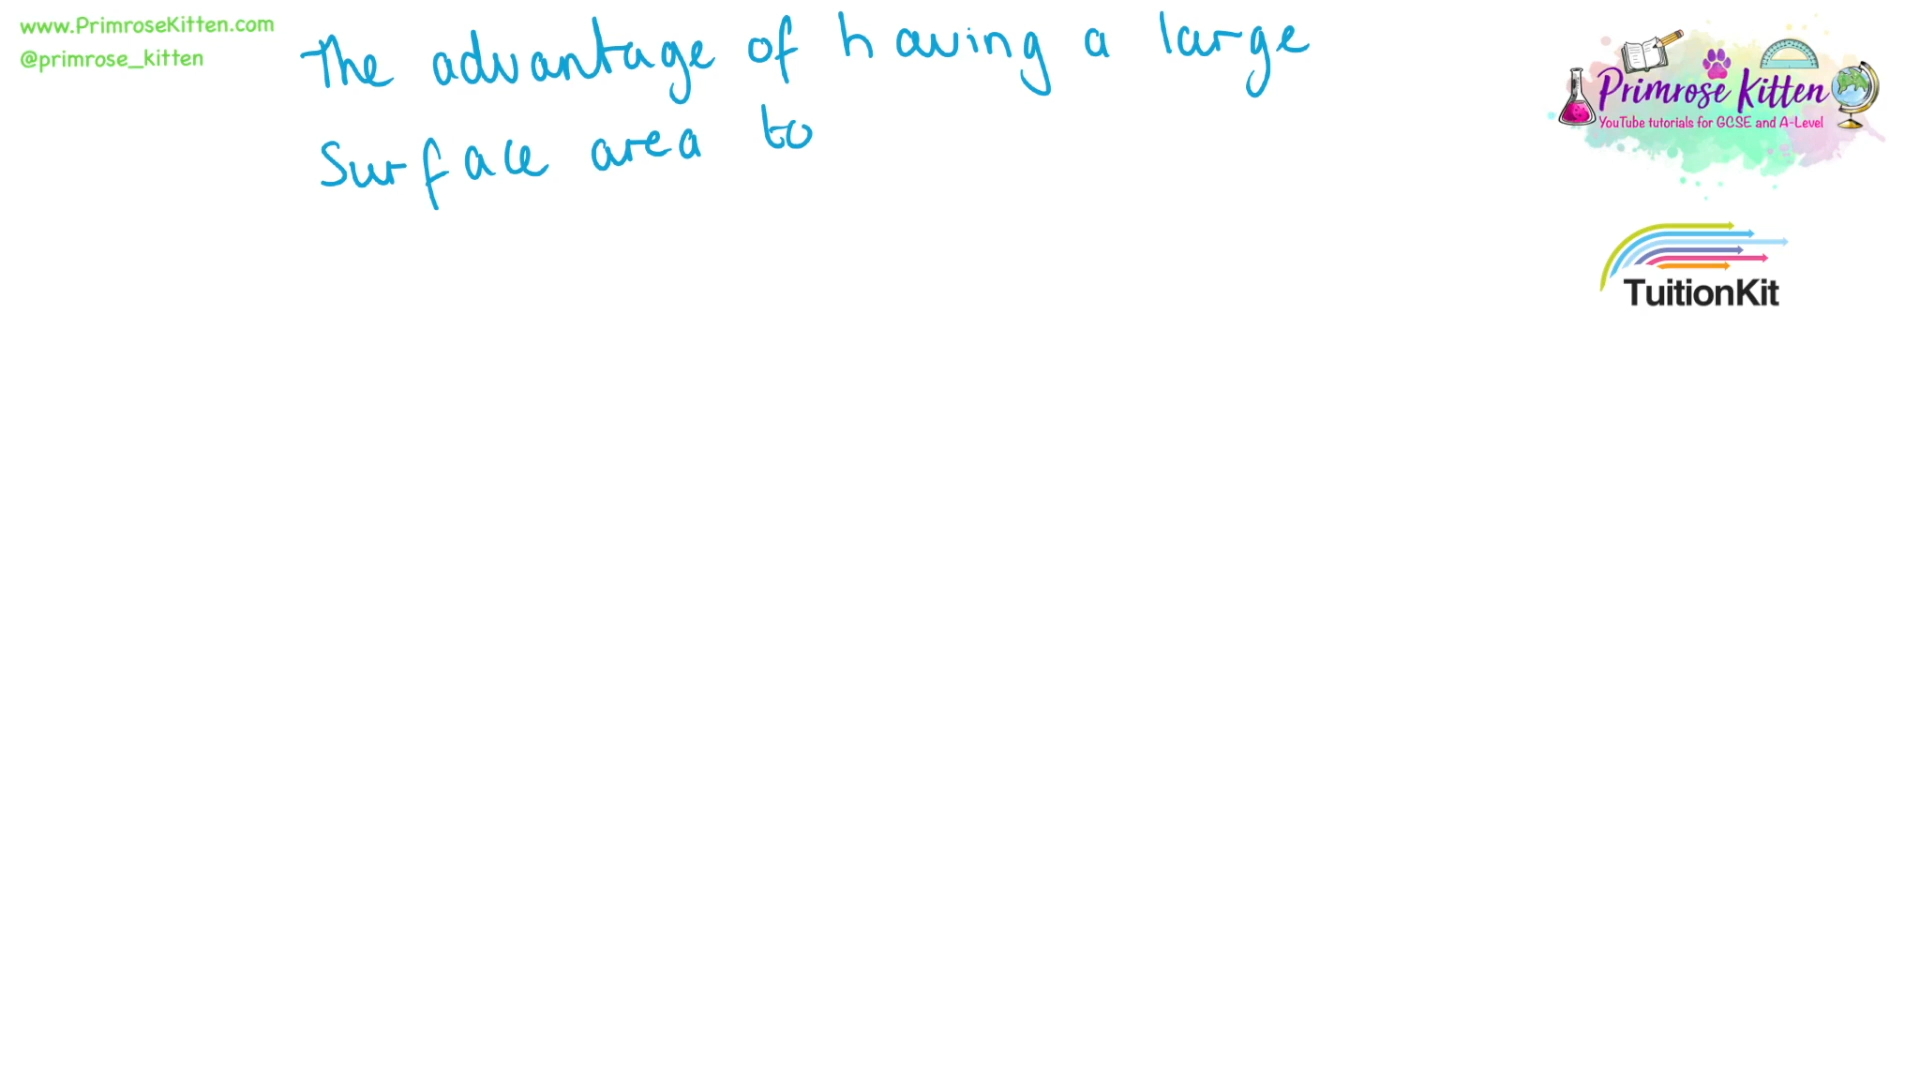 www.PrimroseKitten.com
@primrose_kitten
The advantage of having a large
surface area to
Primrose Kitten
YouTube tutorials for GCSE and A-Level
TuitionKit